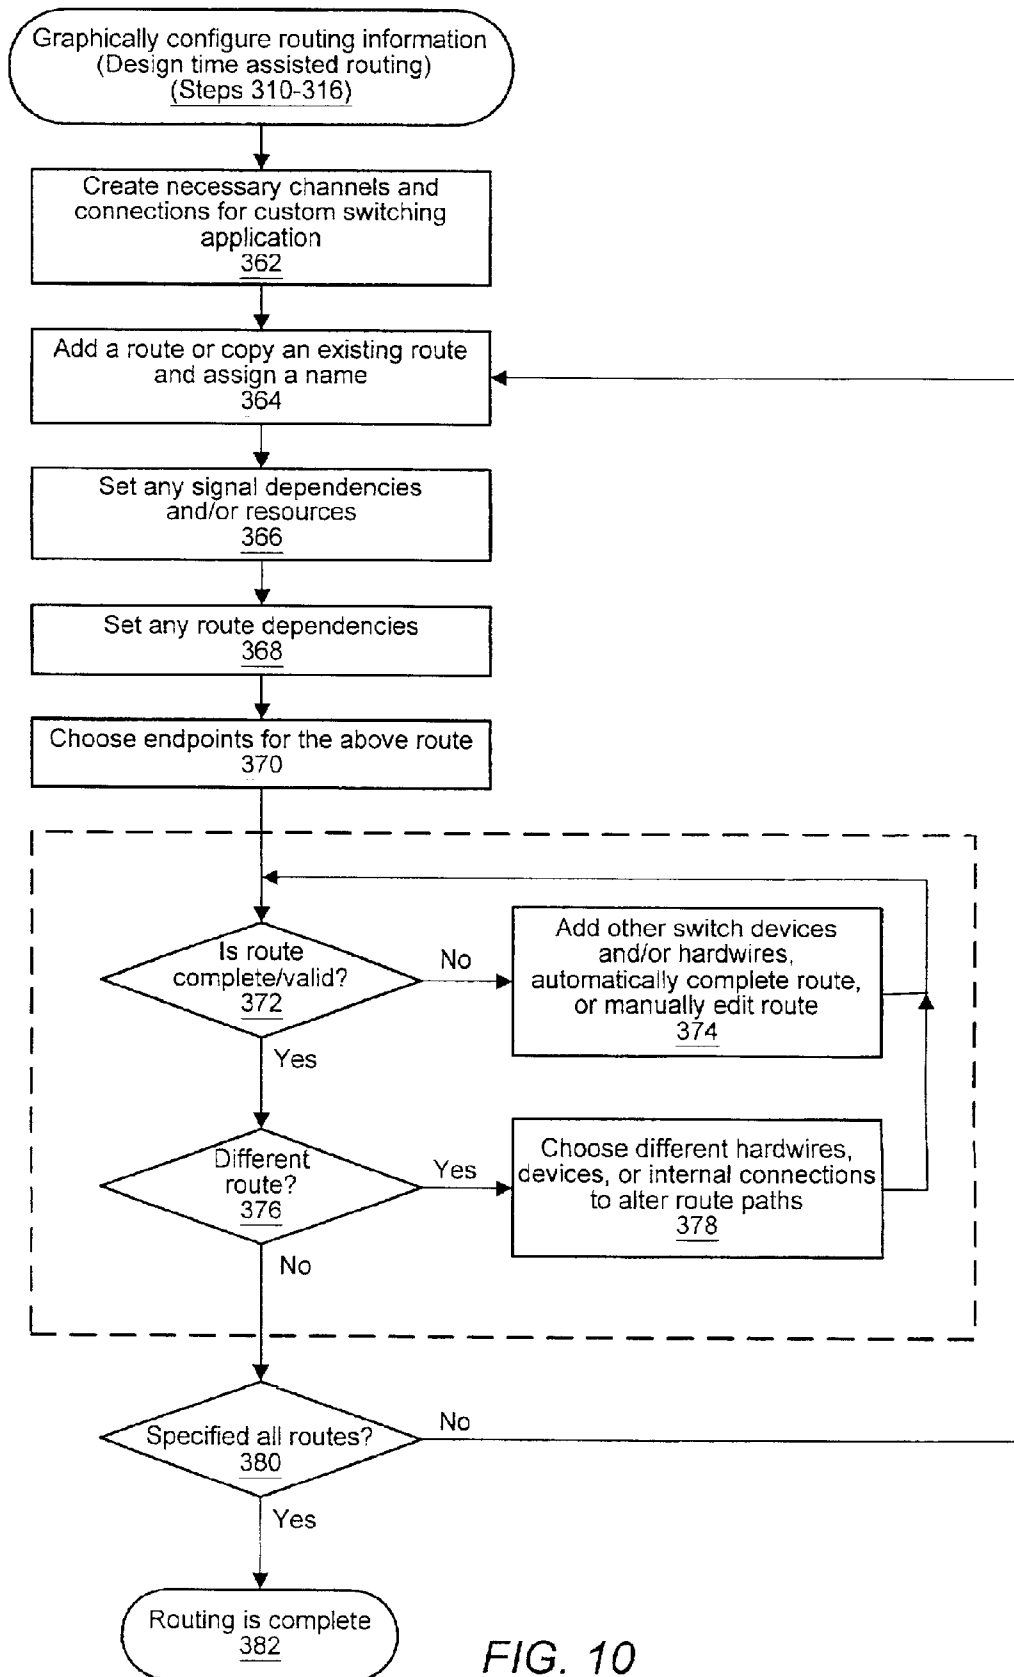 Graphically configure routing information
(Design time assisted routing)
(Steps 310-316)
Create necessary channels and
connections for custom switching
application
362
Add a route or copy an existing route
and assign a name
364
Set any signal dependencies
and/or resources
366
Set any route dependencies
368
Choose endpoints for the above route
370
Is route
complete/valid?
372
No
Add other switch devices
and/or hardwires,
automatically complete route,
or manually edit route
374
Yes
Different
route?
376
Yes
Choose different hardwires,
devices, or internal connections
to alter route paths
378
No
Specified all routes?
380
No
Yes
Routing is complete
382
FIG. 10